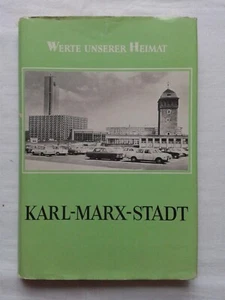 WERTE UNSERER HEIMAT
KARL-MARX-STADT